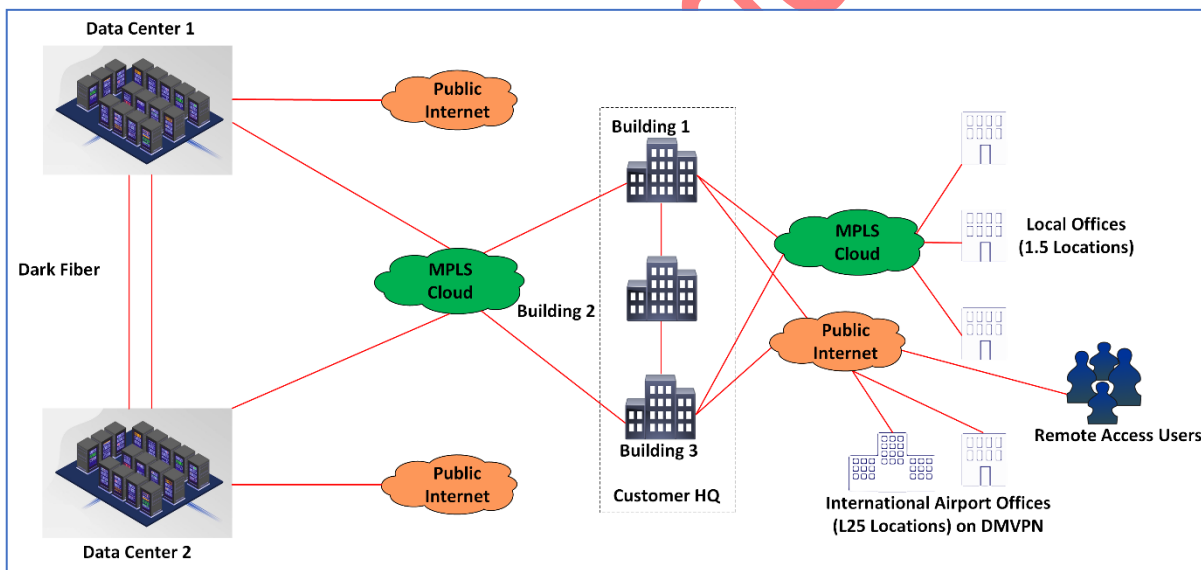 Data Center 1
Public
Internet
Building 1
MPLS
Cloud
Local Offices
(1.5 Locations)
Dark Fiber
MPLS
Cloud
Building 2
Public
Internet
Remote Access Users
Building 3
Public
Internet
Customer HQ
International Airport Offices
(L25 Locations) on DMVPN
Data Center 2